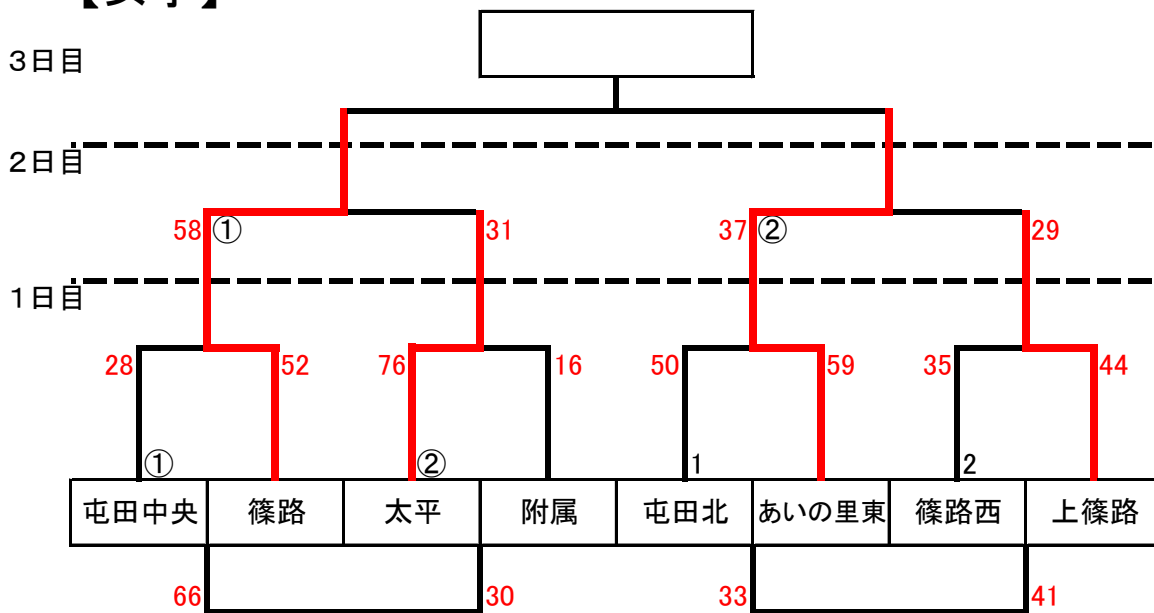 3日目
2日目
58 ① 31 37 ② 29
1日目
28 52 76 16 50 59 35 44
① ② 1 2
屯田中央 篠路 太平 附属 屯田北 あいの里東 篠路西 上篠路
66 30 33 41